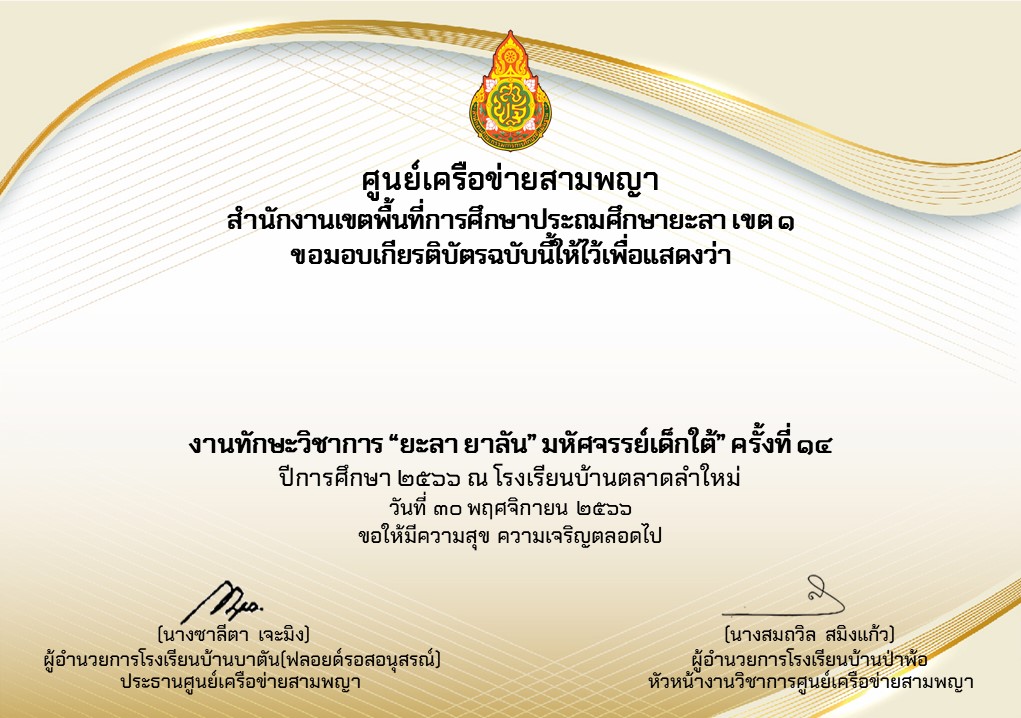 ศูนย์เครือข่ายสามพญา
สำนักงานเขตพื้นที่การศึกษาประถมศึกษายะลา เขต ๑
ขอมอบเกียรติบัตรฉบับนี้ให้ไว้เพื่อแสดงว่า
งานทักษะวิชาการ “ยะลา ยาลัน” มหัศจรรย์เด็กใต้” ครั้งที่ ๑๔
ปีการศึกษา ๒๕๖๖ ณ โรงเรียนบ้านตลาดลำใหม่
วันที่ ๓๐ พฤศจิกายน ๒๕๖๖
ขอให้มีความสุข ความเจริญตลอดไป
(นางซาลีตา เจะมิง)
ผู้อำนวยการโรงเรียนบ้านบาตัน(ฟลอยด์รอสอนุสรณ์)
ประธานศูนย์เครือข่ายสามพญา
(นางสมถวิล สมิงแก้ว)
ผู้อำนวยการโรงเรียนบ้านป่าพ้อ
หัวหน้างานวิชาการศูนย์เครือข่ายสามพญา